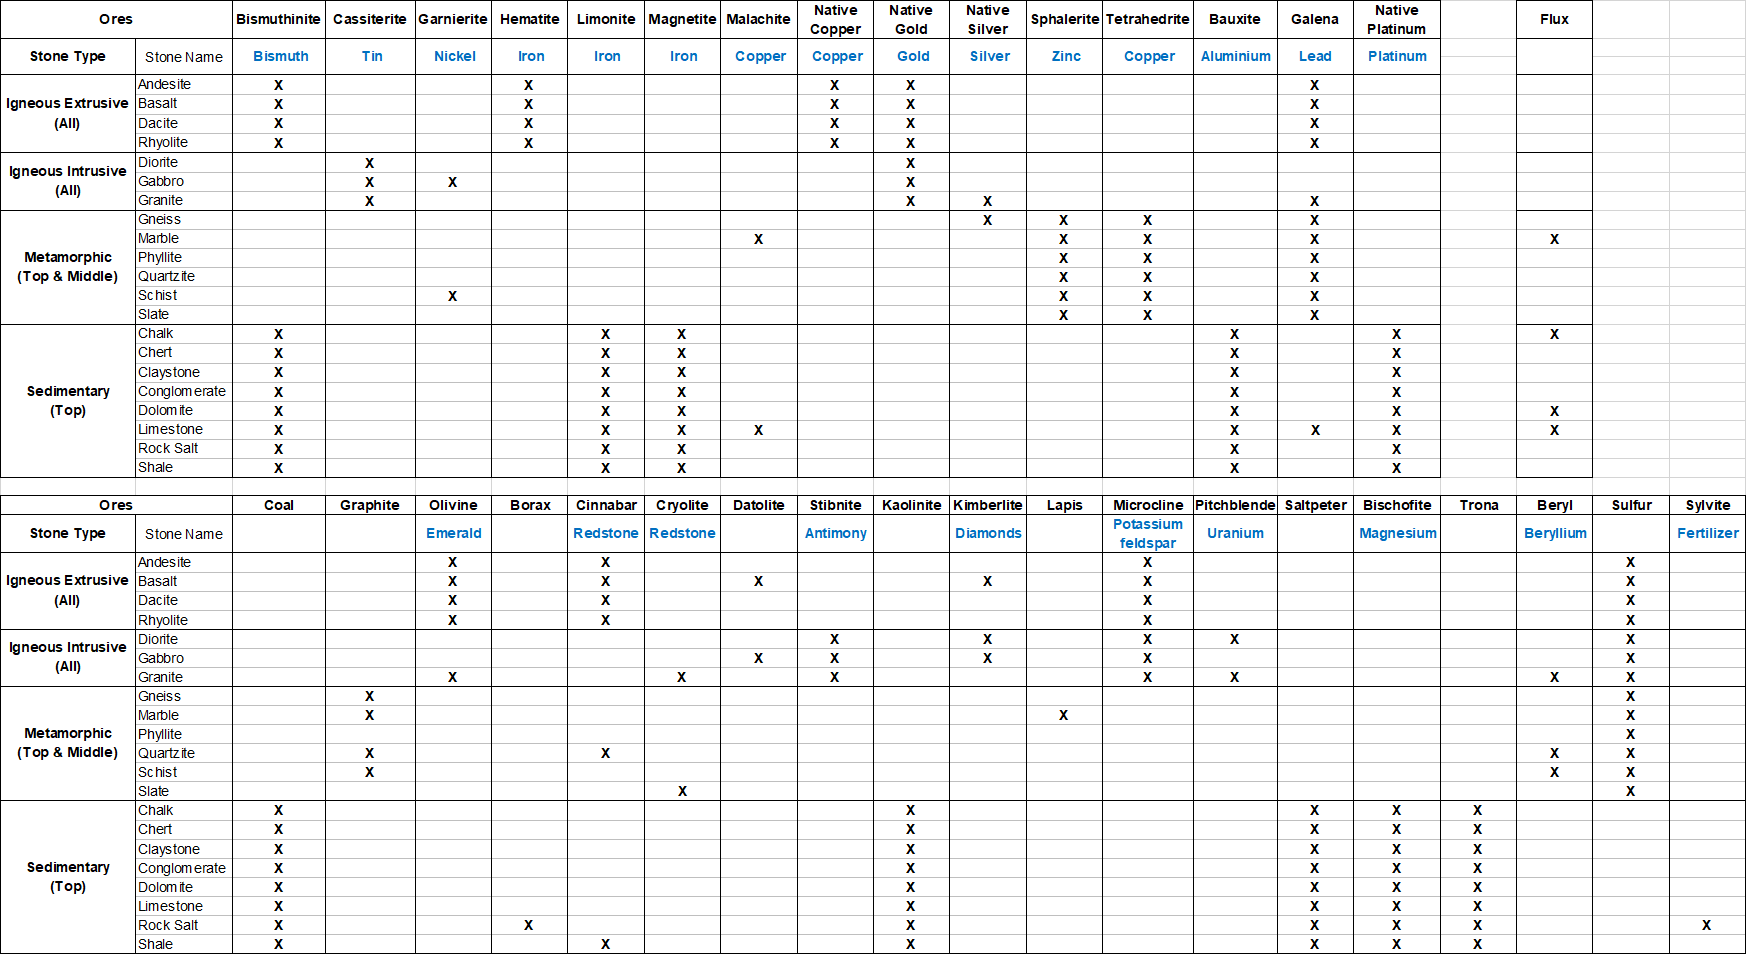 Ores Bismuthinite Cassiterite Garnierite Hematite Limonite Magnetite Malachite Native Copper Native Gold Native Silver Sphalerite Tetrahedrite Bauxite Galena Native Platinum Flux
Stone Type Stone Name Bismuth Tin Nickel Iron Iron Iron Copper Copper Gold Silver Zinc Copper Aluminium Lead Platinum
Igneous Extrusive (All)
Andesite X X X X X
Basalt X X X X X
Dacite X X X X X
Rhyolite X X X X X
Igneous Intrusive (All)
Diorite X X
Gabbro X X X
Granite X X X X
Metamorphic (Top & Middle)
Gneiss X X X X
Marble X X X X X
Phyllite X X X
Quartzite X X X
Schist X X X X
Slate X X X
Sedimentary (Top)
Chalk X X X X X X
Chert X X X X X
Claystone X X X X X
Conglomerate X X X X X
Dolomite X X X X X X
Limestone X X X X X X X X
Rock Salt X X X X X
Shale X X X X X
Ores Coal Graphite Olivine Borax Cinnabar Cryolite Datolite Stibnite Kaolinite Kimberlite Lapis Microcline Pitchblende Saltpeter Bischofite Trona Beryl Sulfur Sylvite
Stone Type Stone Name Emerald Redstone Redstone Antimony Diamonds Potassium feldspar Uranium Magnesium Beryllium Fertilizer
Igneous Extrusive (All)
Andesite X X X X
Basalt X X X X X X
Dacite X X X X
Rhyolite X X X X
Igneous Intrusive (All)
Diorite X X X X X
Gabbro X X X X X
Granite X X X X X X X
Metamorphic (Top & Middle)
Gneiss X X
Marble X X X
Phyllite X
Quartzite X X X X
Schist X X X
Slate X X
Sedimentary (Top)
Chalk X X X X X
Chert X X X X X
Claystone X X X X X
Conglomerate X X X X X
Dolomite X X X X X
Limestone X X X X X
Rock Salt X X X X X X X
Shale X X X X X X